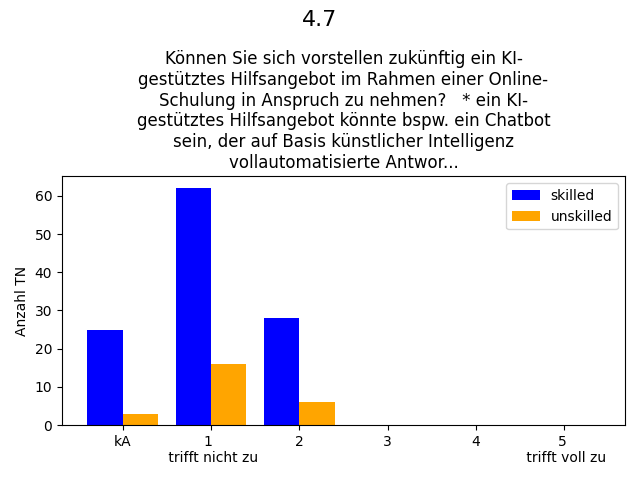 4.7
Können Sie sich vorstellen zukünftig ein KI-
gestütztes Hilfsangebot im Rahmen einer Online-
Schulung in Anspruch zu nehmen?   * ein KI-
gestütztes Hilfsangebot könnte bspw. ein Chatbot
sein, der auf Basis künstlicher Intelligenz
vollautomatisierte Antwor...
skilled
unskilled
Anzahl TN
60
50
40
30
20
10
0
kA 1 2 3 4 5
trifft nicht zu trifft voll zu